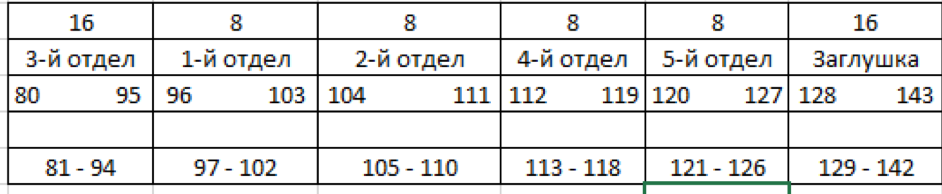 16 8 8 8 8 16
3-й отдел 1-й отдел 2-й отдел 4-й отдел 5-й отдел Заглушка
80 95 96 103 104 111 112 119 120 127 128 143
81 - 94 97 - 102 105 - 110 113 - 118 121 - 126 129 - 142